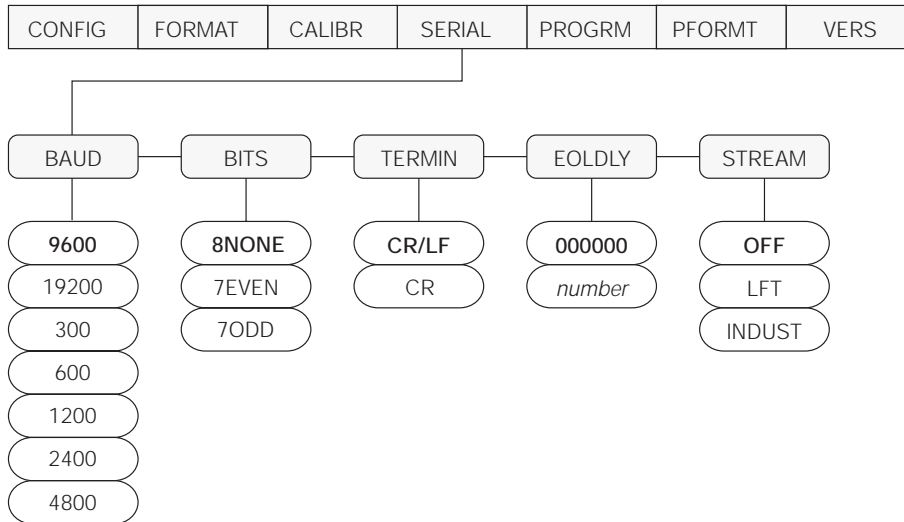 CONFIG FORMAT CALIBR SERIAL PROGRM PFORMT VERS
BAUD BITS TERMIN EOLDLY STREAM
9600 8NONE CR/LF 000000 OFF
19200 7EVEN CR number LFT
300 7ODD INDUST
600
1200
2400
4800